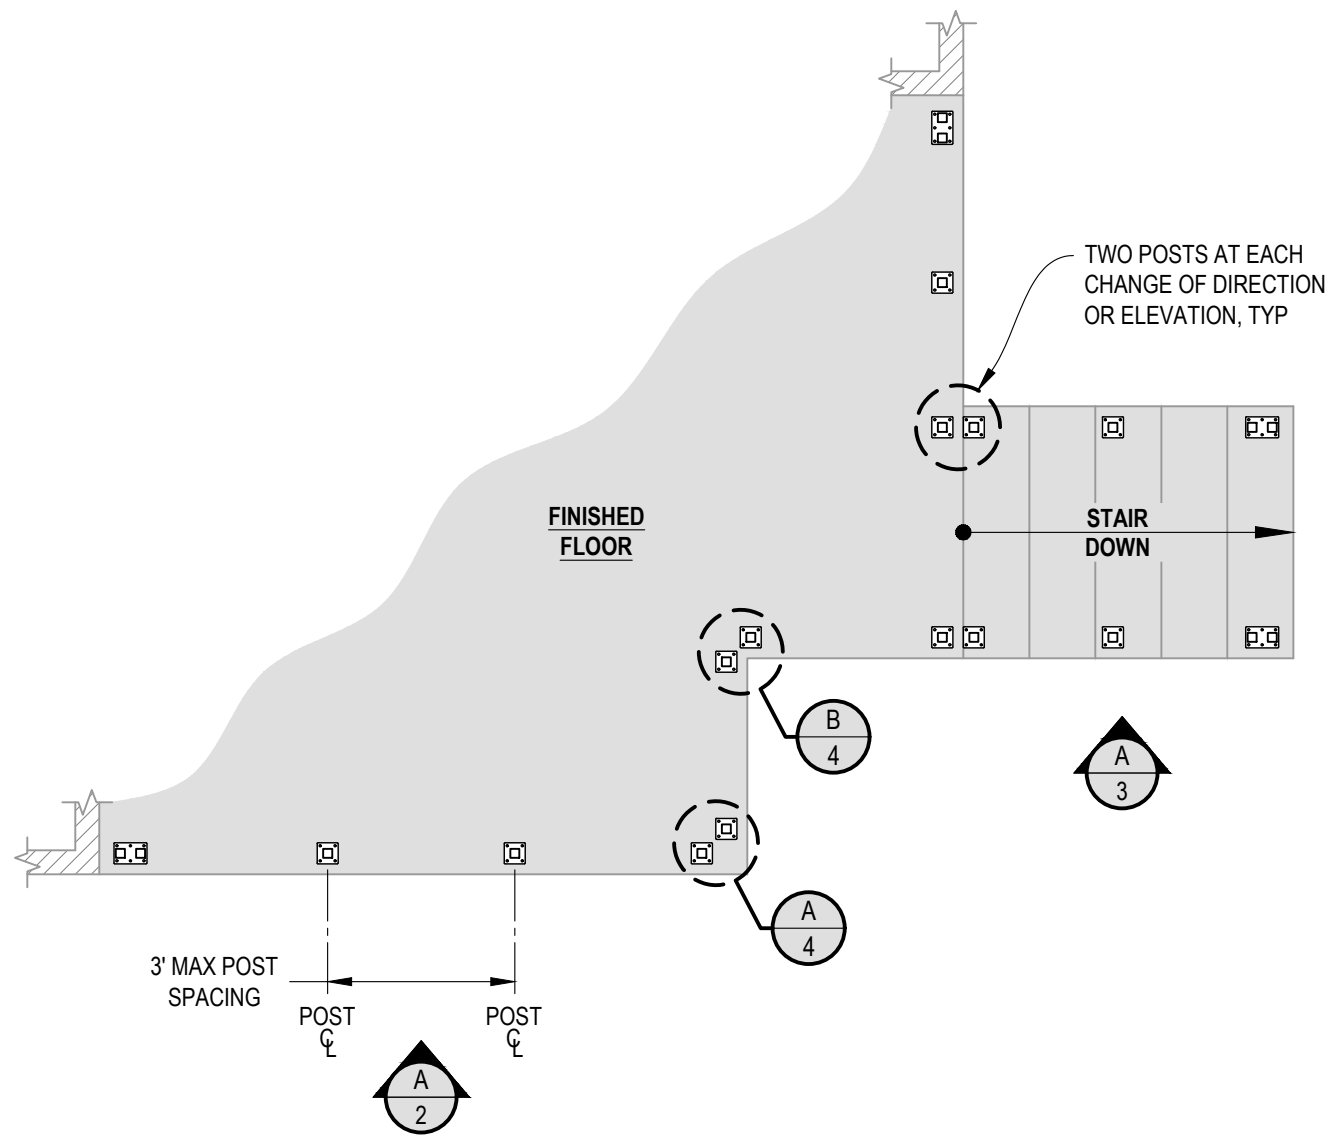 TWO POSTS AT EACH
CHANGE OF DIRECTION
OR ELEVATION, TYP
FINISHED
FLOOR
STAIR
DOWN
B
4
A
3
A
4
3' MAX POST
SPACING
POST
℄
POST
℄
A
2